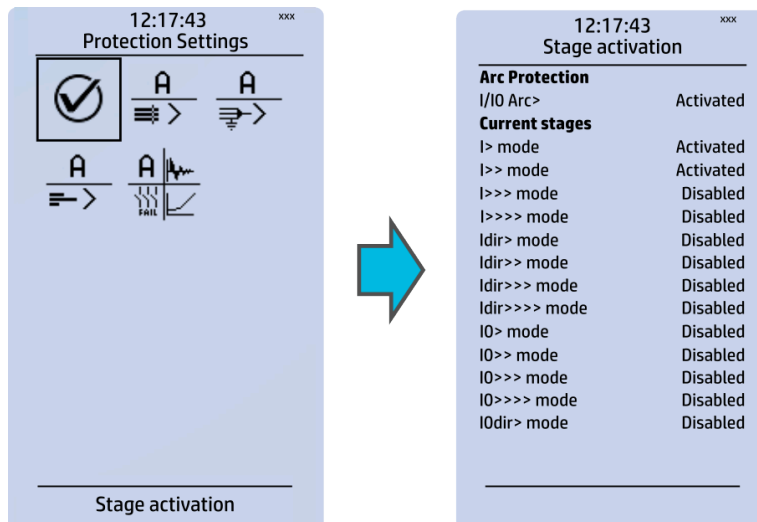 12:17:43 xxx
Protection Settings
A A
A A
FAIL
Stage activation
12:17:43 xxx
Stage activation
Arc Protection
I/I0 Arc> Activated
Current stages
I> mode Activated
I>> mode Activated
I>>> mode Disabled
I>>>> mode Disabled
Idir> mode Disabled
Idir>> mode Disabled
Idir>>> mode Disabled
Idir>>>> mode Disabled
I0> mode Disabled
I0>> mode Disabled
I0>>> mode Disabled
I0>>>> mode Disabled
I0dir> mode Disabled